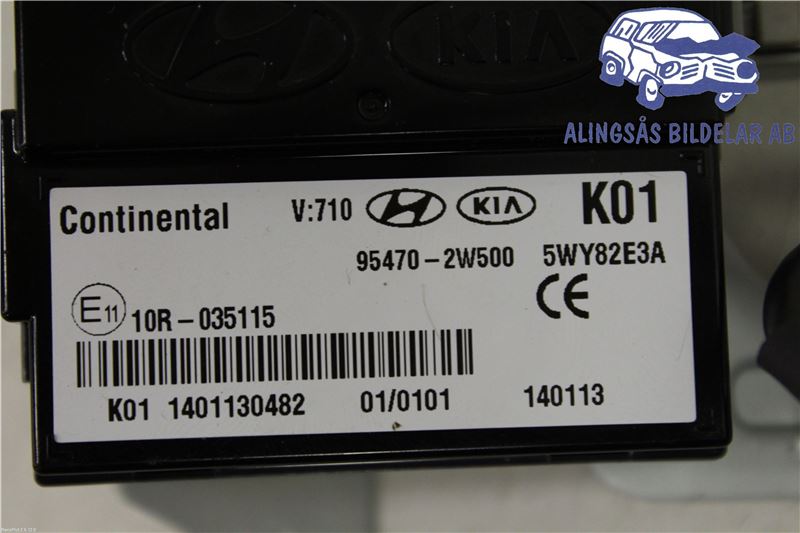 KIA
ALINGSÅS BILDELAR AB
Continental V:710 KIA K01
95470-2W500 5WY82E3A
E11 10R-035115 CE
K01 1401130482 01/0101 140113